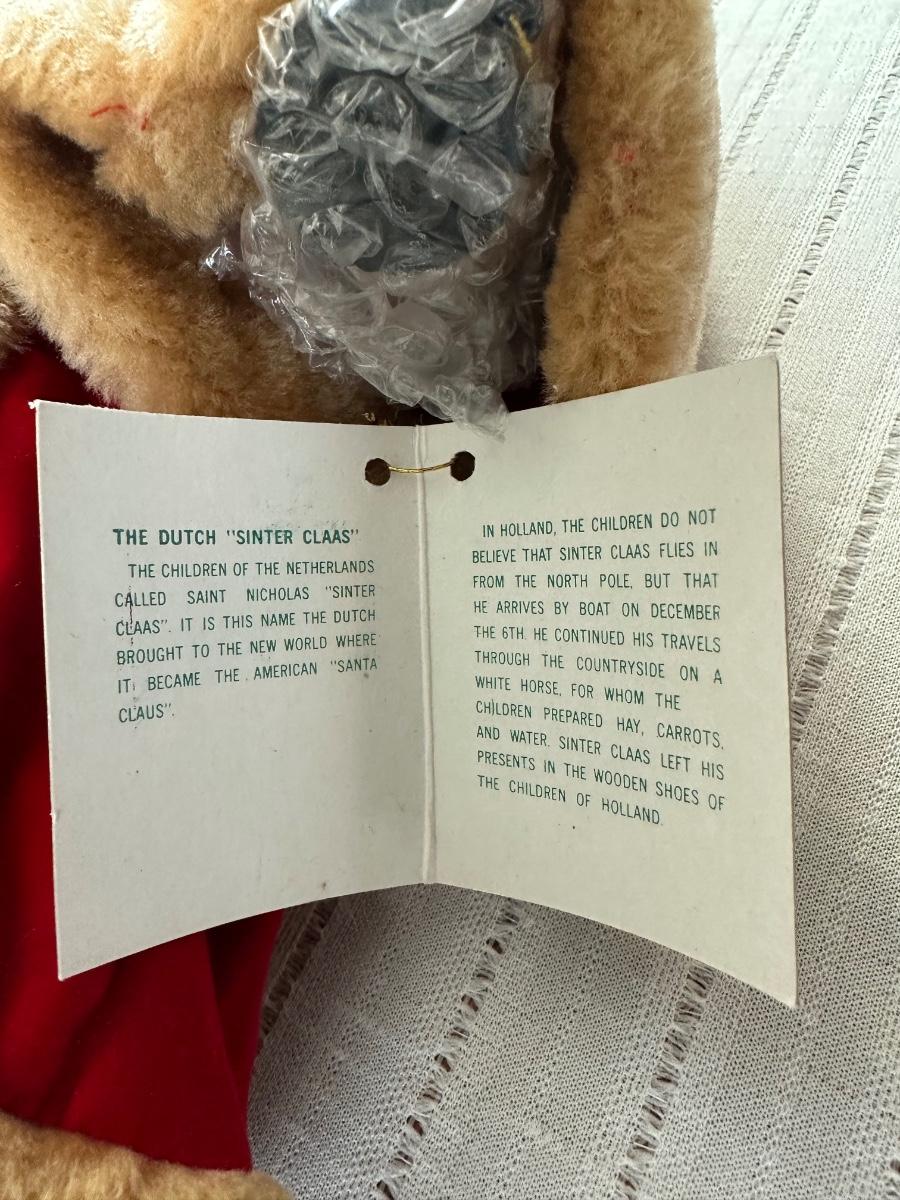 THE DUTCH "SINTER CLAAS"
THE CHILDREN OF THE NETHERLANDS
CALLED SAINT NICHOLAS "SINTER
CLAAS". IT IS THIS NAME THE DUTCH
BROUGHT TO THE NEW WORLD WHERE
IT BECAME THE AMERICAN "SANTA
CLAUS".
IN HOLLAND, THE CHILDREN DO NOT
BELIEVE THAT SINTER CLAAS FLIES IN
FROM THE NORTH POLE, BUT THAT
HE ARRIVES BY BOAT ON DECEMBER
THE 6TH. HE CONTINUED HIS TRAVELS
THROUGH THE COUNTRYSIDE ON A
WHITE HORSE, FOR WHOM THE
CHILDREN PREPARED HAY, CARROTS,
AND WATER. SINTER CLAAS LEFT HIS
PRESENTS IN THE WOODEN SHOES OF
THE CHILDREN OF HOLLAND.